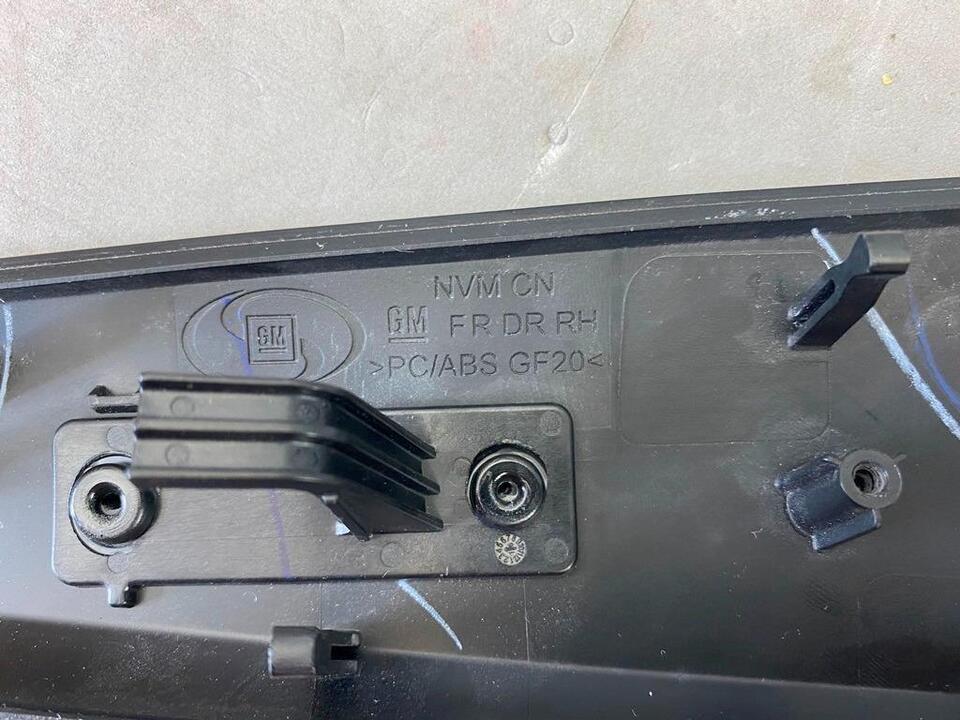 NVM CN
GM
GM FR DR RH
>PC/ABS GF20<